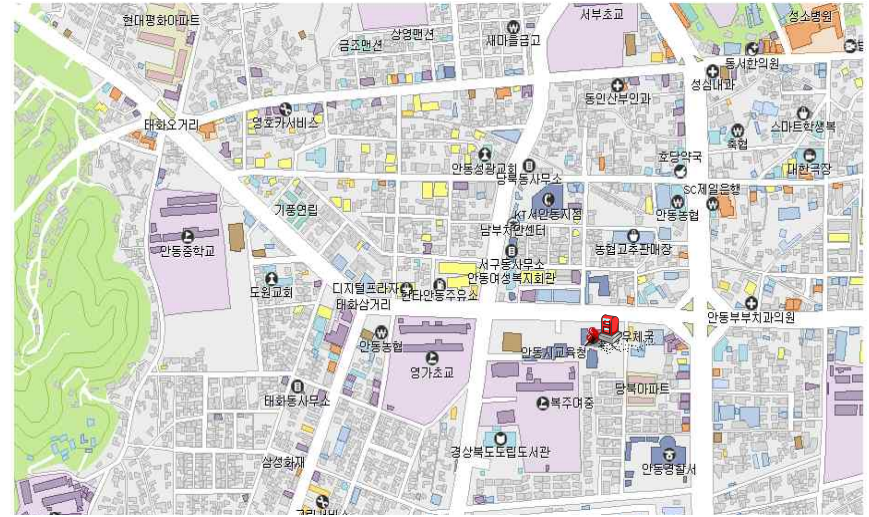 서부초교
성소병원
현대평화아파트
상영맨션
금조맨션
새마을금고
동서한의원
성심내과
동인산부인과
태화오거리
영호카서비스
스마트학생복
축협
호당약국
대한극장
안동성광교회
당북동사무소
SC제일은행
기풍연립
KT서안동지점
안동농협
남부치안센터
안동중학교
농협고추판매장
서구동사무소
안동여성복지회관
도원교회
디지털프라자
태화삼거리
안동주유소
안동부부치과의원
우체국
안동농협
안동시교육청
영가초교
당북아파트
태화동사무소
복주여중
경상북도도립도서관
삼성화재
안동경찰서